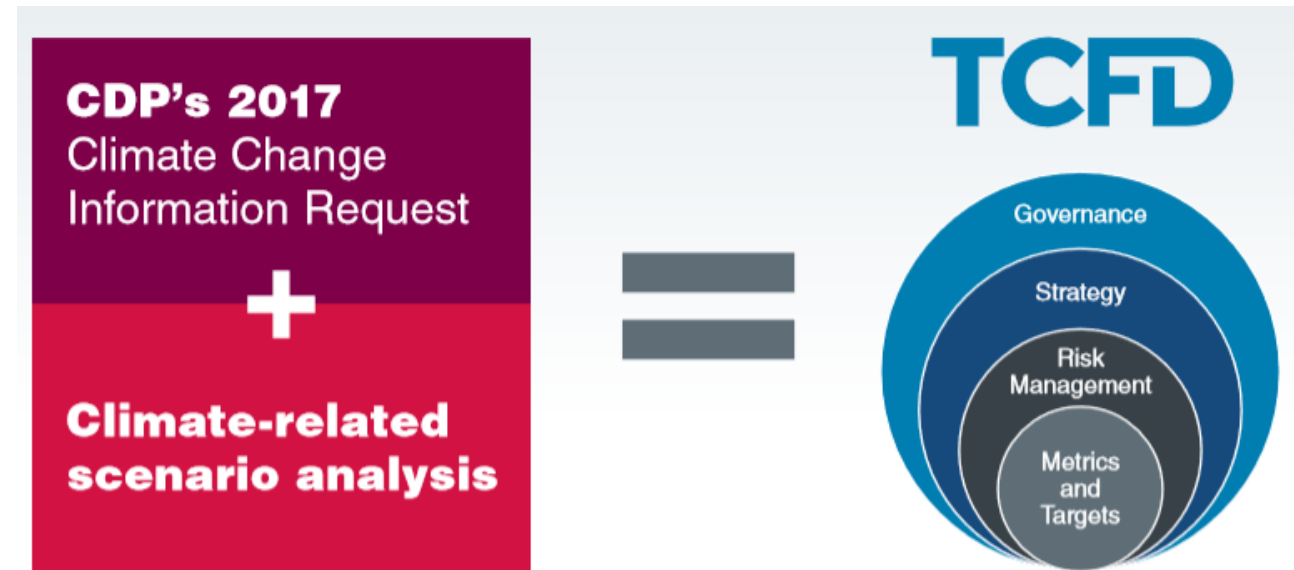 CDP's 2017
Climate Change
Information Request
+
Climate-related
scenario analysis
=
TCFD
Governance
Strategy
Risk
Management
Metrics
and
Targets